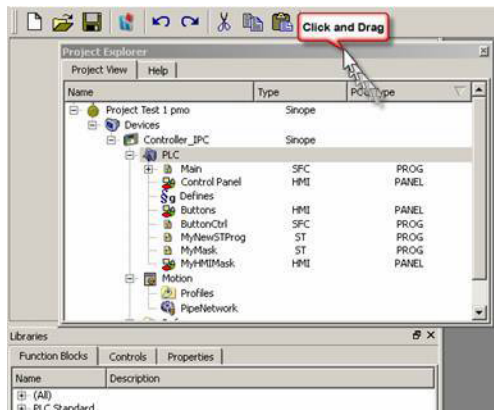 Click and Drag
Project Explorer
Project View Help
Name Type
Project Test 1 pmo Sinope
Devices
Controller_IPC Sinope
PLC
Main SFC PROG
Control Panel HMI PANEL
Defines
Buttons HMI PANEL
ButtonCtrl SFC PROG
MyNewSTProg ST PROG
MyMask ST PROG
MyHMIMask HMI PANEL
Motion
Profiles
PipeNetwork
Libraries
Function Blocks Controls Properties
Name Description
(All)
PLC Standard